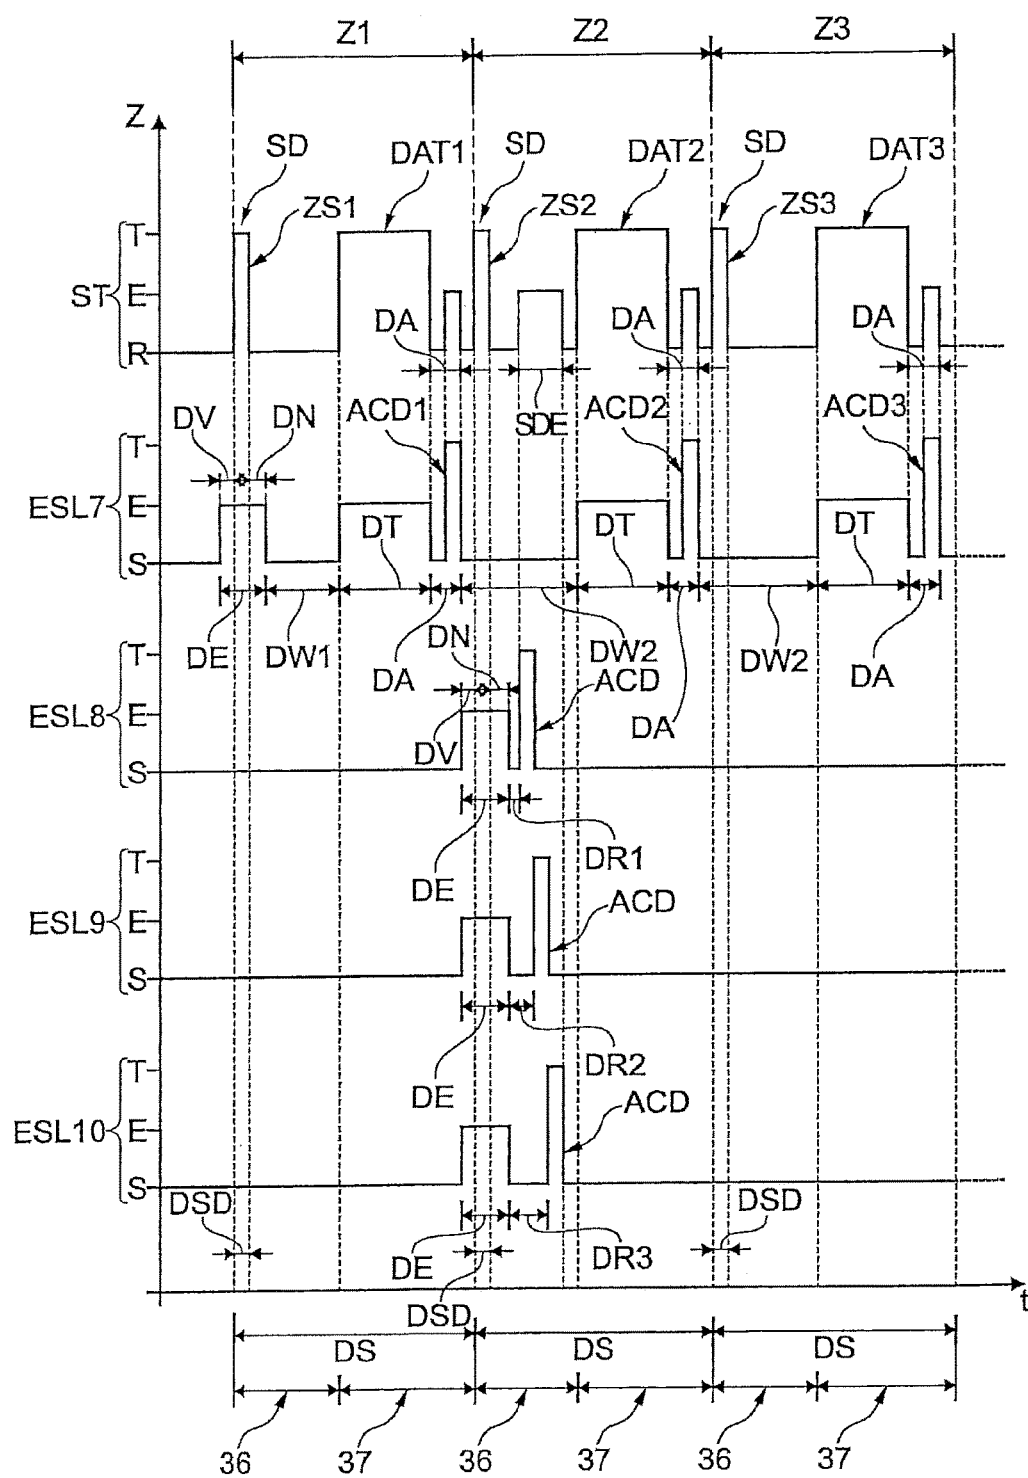 Z1 Z2 Z3
Z
SD DAT1 SD DAT2 SD DAT3
ZS1 ZS2 ZS3
T
ST E
R
DA DA DA
SDE
DV DN ACD1 ACD2 ACD3
T
ESL7 E
S
DT DT DT
DE DW1 DA DN DW2 DA DW2 DA
T
ESL8 E
S
DV ACD
DE DR1
T
ESL9 E
S
ACD
DE DR2
T
ESL10 E
S
ACD
DSD DE DR3 DSD
DSD
t
DS DS DS
36 37 36 37 36 37